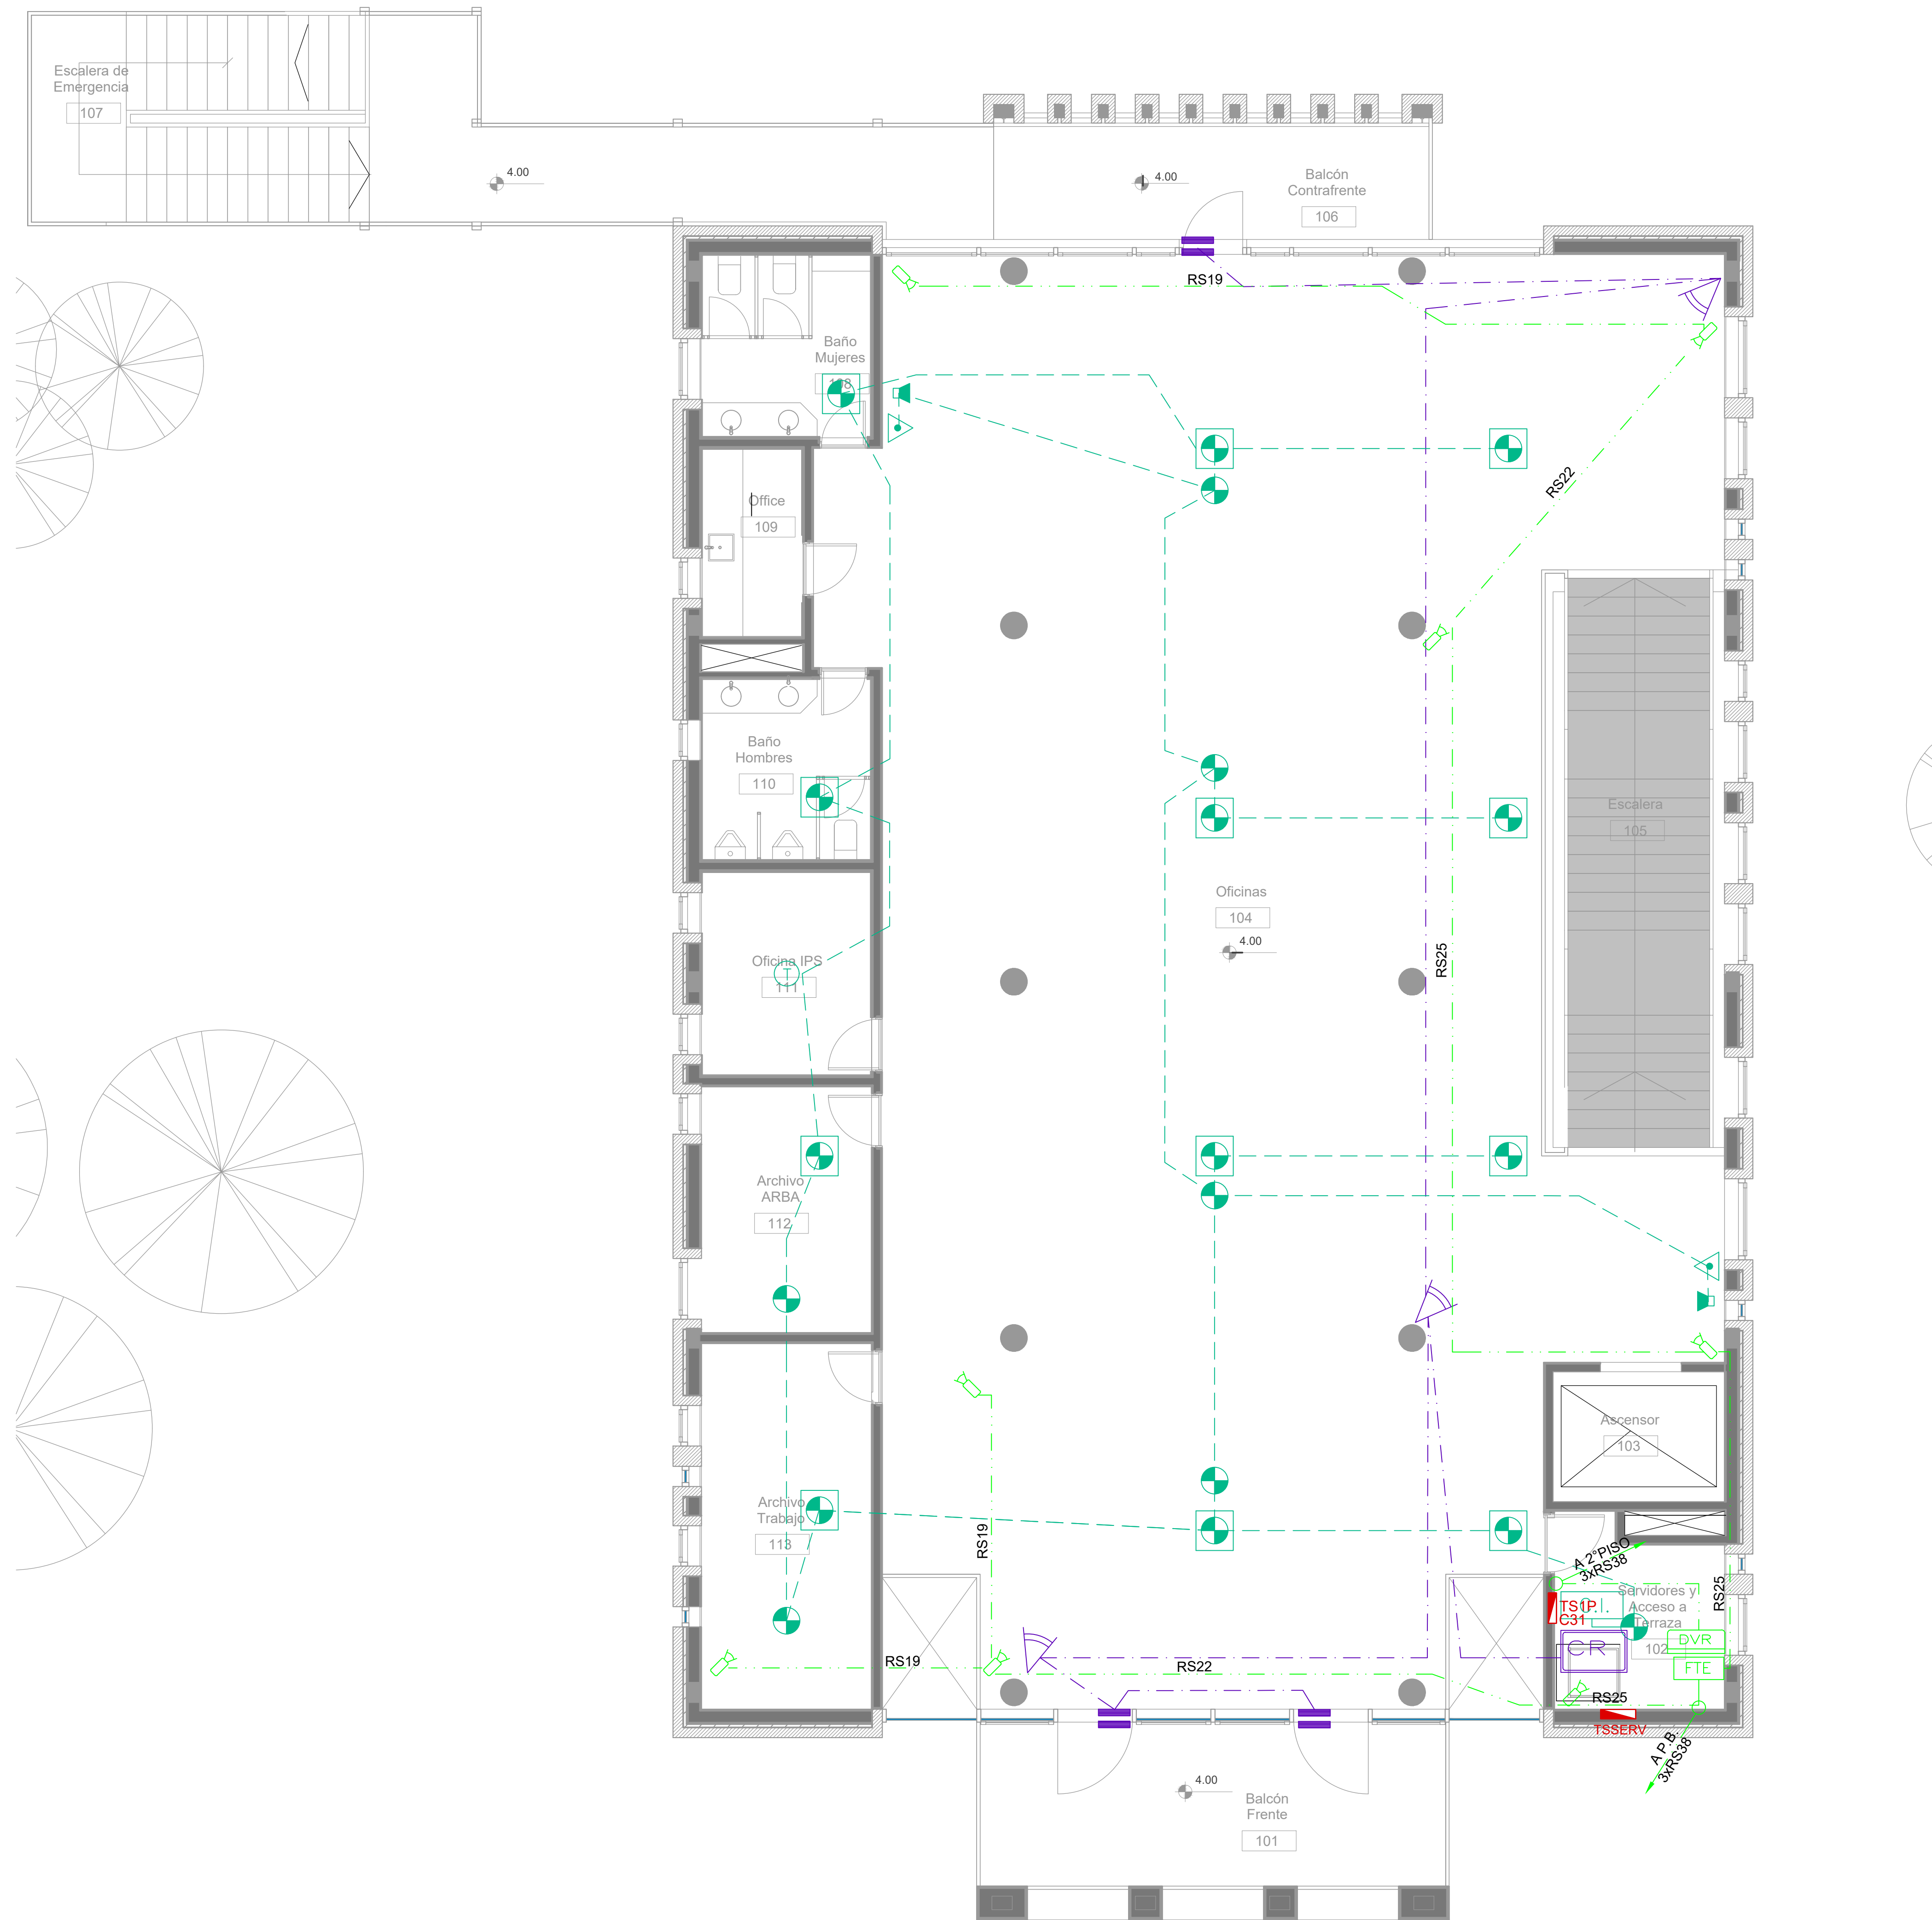 Escalera de
Emergencia
107
4.00
4.00
Balcón
Contrafrente
106
RS19
Baño
Mujeres
108
RS22
Office
109
Baño
Hombres
110
Escalera
105
Oficinas
104
4.00
RS25
Oficina IPS
T
111
Archivo
ARBA
112
Ascensor
103
Archivo
Trabajo
113
RS19
A 2°PISO
3xRS38
RS25
Servidores y
Acceso a
Terraza
102
TS1P
C31
C.I.
CR
DVR
FTE
RS19
RS22
RS25
TSSERV
A P.B.
3xRS38
4.00
Balcón
Frente
101